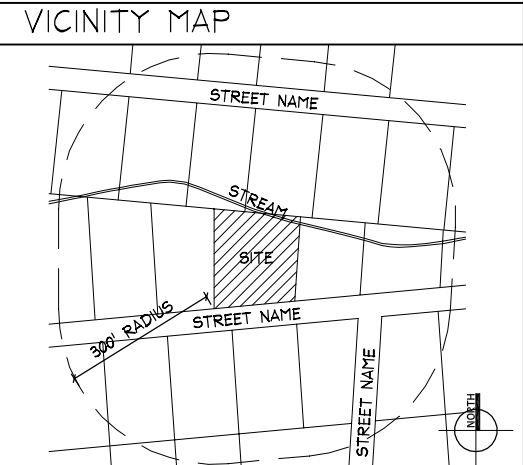 VICINITY MAP
STREET NAME
STREAM
SITE
300' RADIUS
STREET NAME
STREET NAME
NORTH